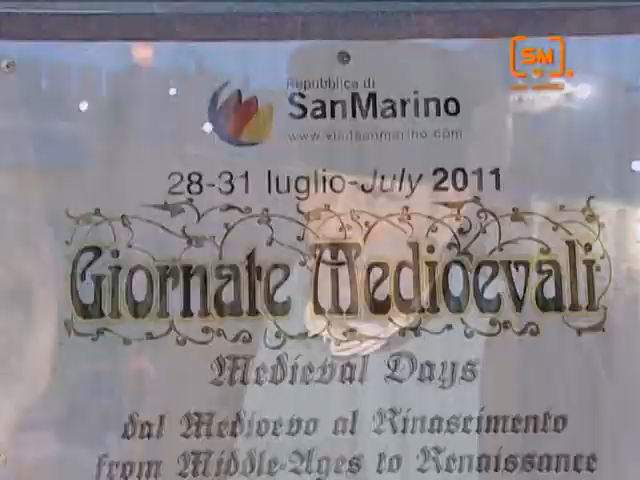 SN
Repubblica di
SanMarino
www.visitsanmarino.com
28-31 luglio-July 2011
Giornate Medioevali
Medieval Days
dal Medioevo al Rinascimento
from Middle-Ages to Renaissance